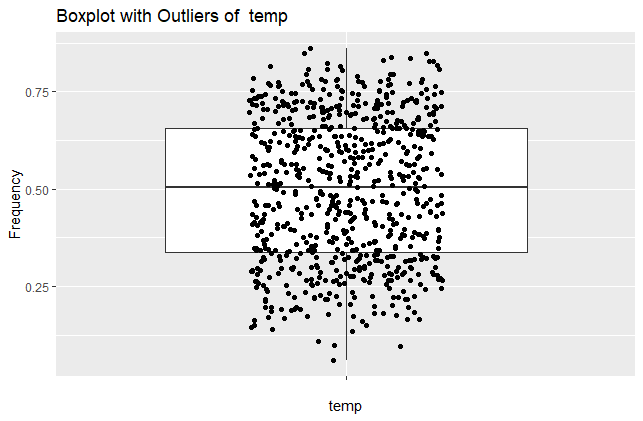 Boxplot with Outliers of  temp
0.75
0.50
0.25
Frequency
temp